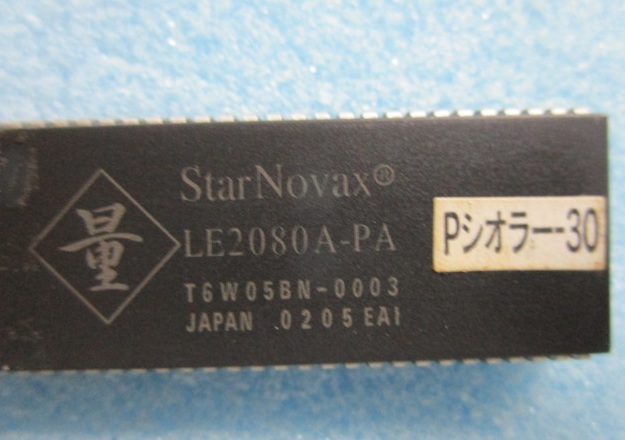 StarNovax®
量
LE2080A-PA
Pシオラー-30
T6W05BN-0003
JAPAN 0205EAI